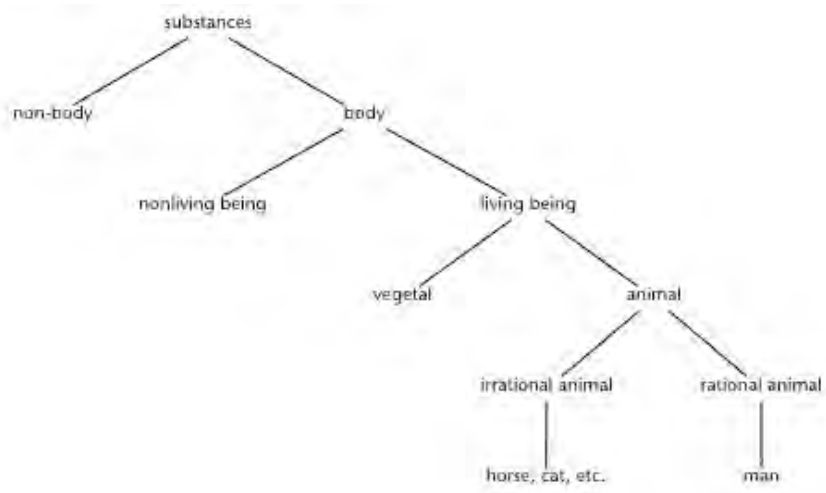 substances
non-body body
nonliving being living being
vegetal animal
irrational animal rational animal
horse, cat, etc. man